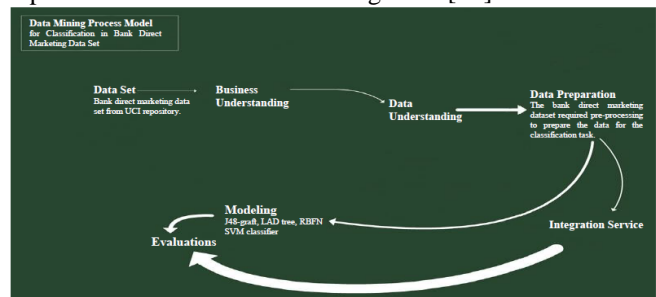 Data Mining Process Model
for Classification in Bank Direct
Marketing Data Set
Data Set
Bank direct marketing data
set from UCI repository.
Business
Understanding
Data
Understanding
Data Preparation
The bank direct marketing
dataset required pre-processing
to prepare the data for the
classification task.
Modeling
J48-graft, LAD tree, RBFN
SVM classifier
Integration Service
Evaluations